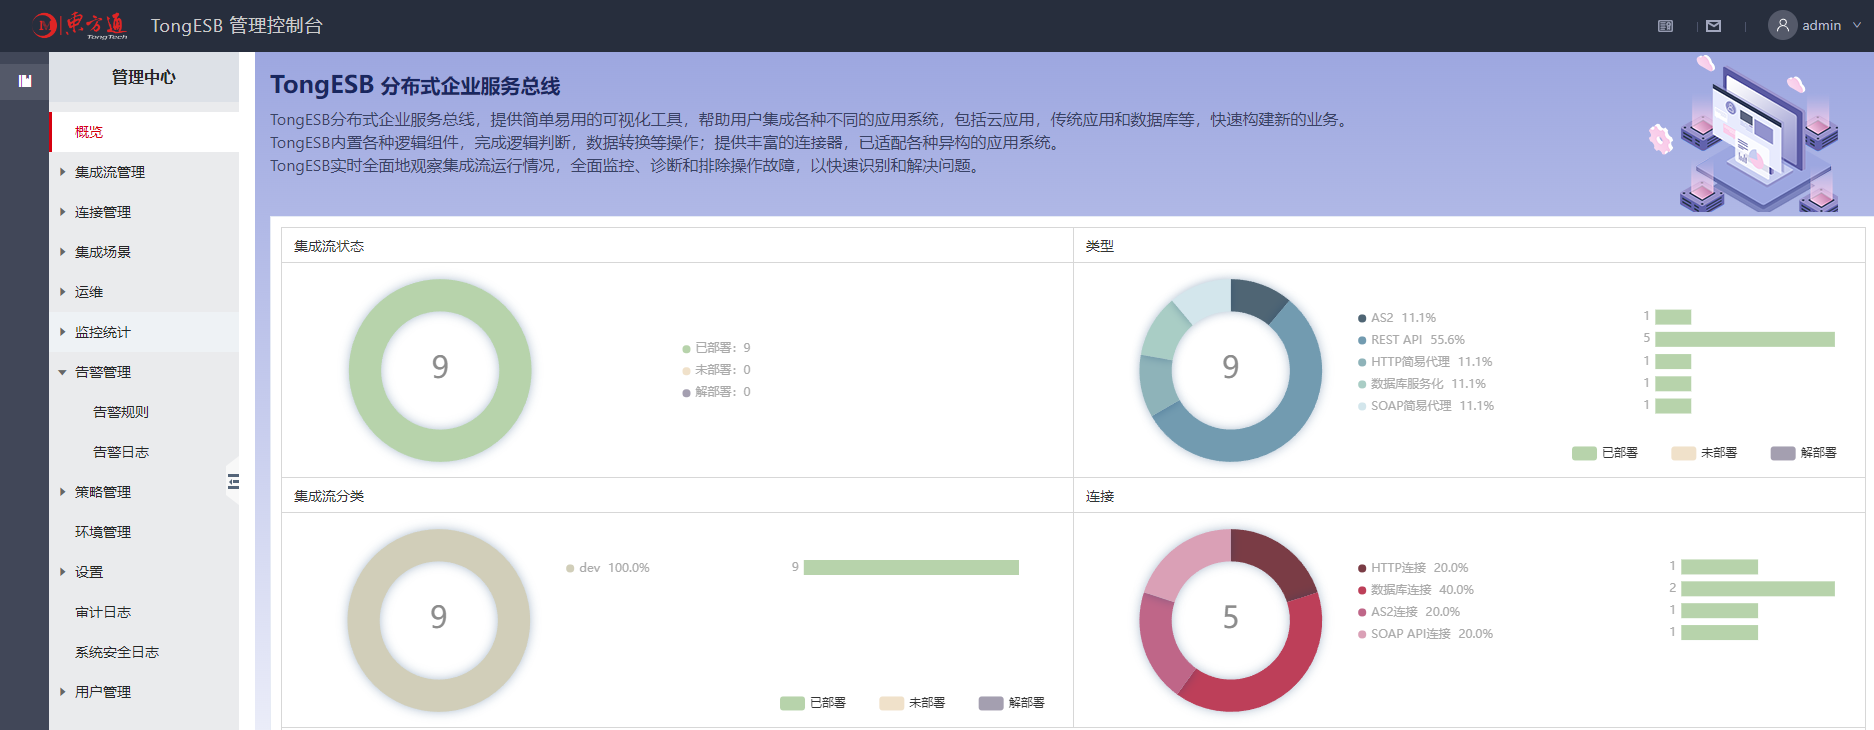 東方通
TongTech
TongESB 管理控制台
admin
管理中心
概览
集成流管理
连接管理
集成场景
运维
监控统计
告警管理
告警规则
告警日志
策略管理
环境管理
设置
审计日志
系统安全日志
用户管理
TongESB 分布式企业服务总线
TongESB分布式企业服务总线，提供简单易用的可视化工具，帮助用户集成各种不同的应用系统，包括云应用，传统应用和数据库等，快速构建新的业务。
TongESB内置各种逻辑组件，完成逻辑判断，数据转换等操作；提供丰富的连接器，已适配各种异构的应用系统。
TongESB实时全面地观察集成流运行情况，全面监控、诊断和排除操作故障，以快速识别和解决问题。
集成流状态
9
已部署：9
未部署：0
解部署：0
类型
9
AS2 11.1% 1
REST API 55.6% 5
HTTP简易代理 11.1% 1
数据库服务化 11.1% 1
SOAP简易代理 11.1% 1
已部署 未部署 解部署
集成流分类
9
dev 100.0% 9
已部署 未部署 解部署
连接
5
HTTP连接 20.0% 1
数据库连接 40.0% 2
AS2连接 20.0% 1
SOAP API连接 20.0% 1